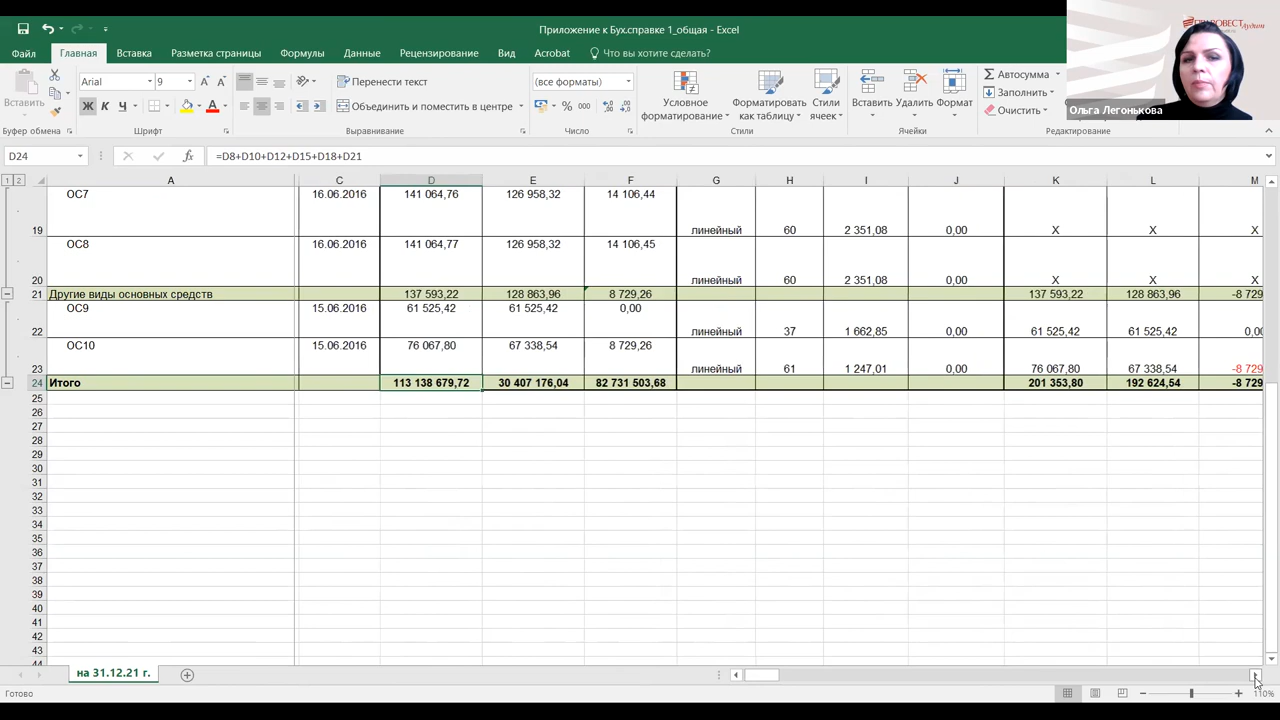 Приложение к Бух.справке 1_общая - Excel
ПРАВОВЕСТ Аудит
Файл Главная Вставка Разметка страницы Формулы Данные Рецензирование Вид Acrobat Что вы хотите сделать?
Вставить Arial 9 Перенести текст (все форматы) Условное форматирование Форматировать как таблицу Стили ячеек Вставить Удалить Формат Автосумма
Ж К Ч Объединить и поместить в центре % 000 Заполнить
Очистить
Ольга Легонькова
Буфер обмена Шрифт Выравнивание Число Стили Ячейки Редактирование
D24 fx =D8+D10+D12+D15+D18+D21
1 2 A C D E F G H I J K L M
ОС7 16.06.2016 141 064,76 126 958,32 14 106,44
19 линейный 60 2 351,08 0,00 X X X
ОС8 16.06.2016 141 064,77 126 958,32 14 106,45
20 линейный 60 2 351,08 0,00 X X X
21 Другие виды основных средств 137 593,22 128 863,96 8 729,26 137 593,22 128 863,96 -8 729
ОС9 15.06.2016 61 525,42 61 525,42 0,00
22 линейный 37 1 662,85 0,00 61 525,42 61 525,42 0,00
ОС10 15.06.2016 76 067,80 67 338,54 8 729,26
23 линейный 61 1 247,01 0,00 76 067,80 67 338,54 -8 729
24 Итого 113 138 679,72 30 407 176,04 82 731 503,68 201 353,80 192 624,54 -8 729
25
26
27
28
29
30
31
32
33
34
35
36
37
38
39
40
41
42
43
44
на 31.12.21 г.
Готово 110%